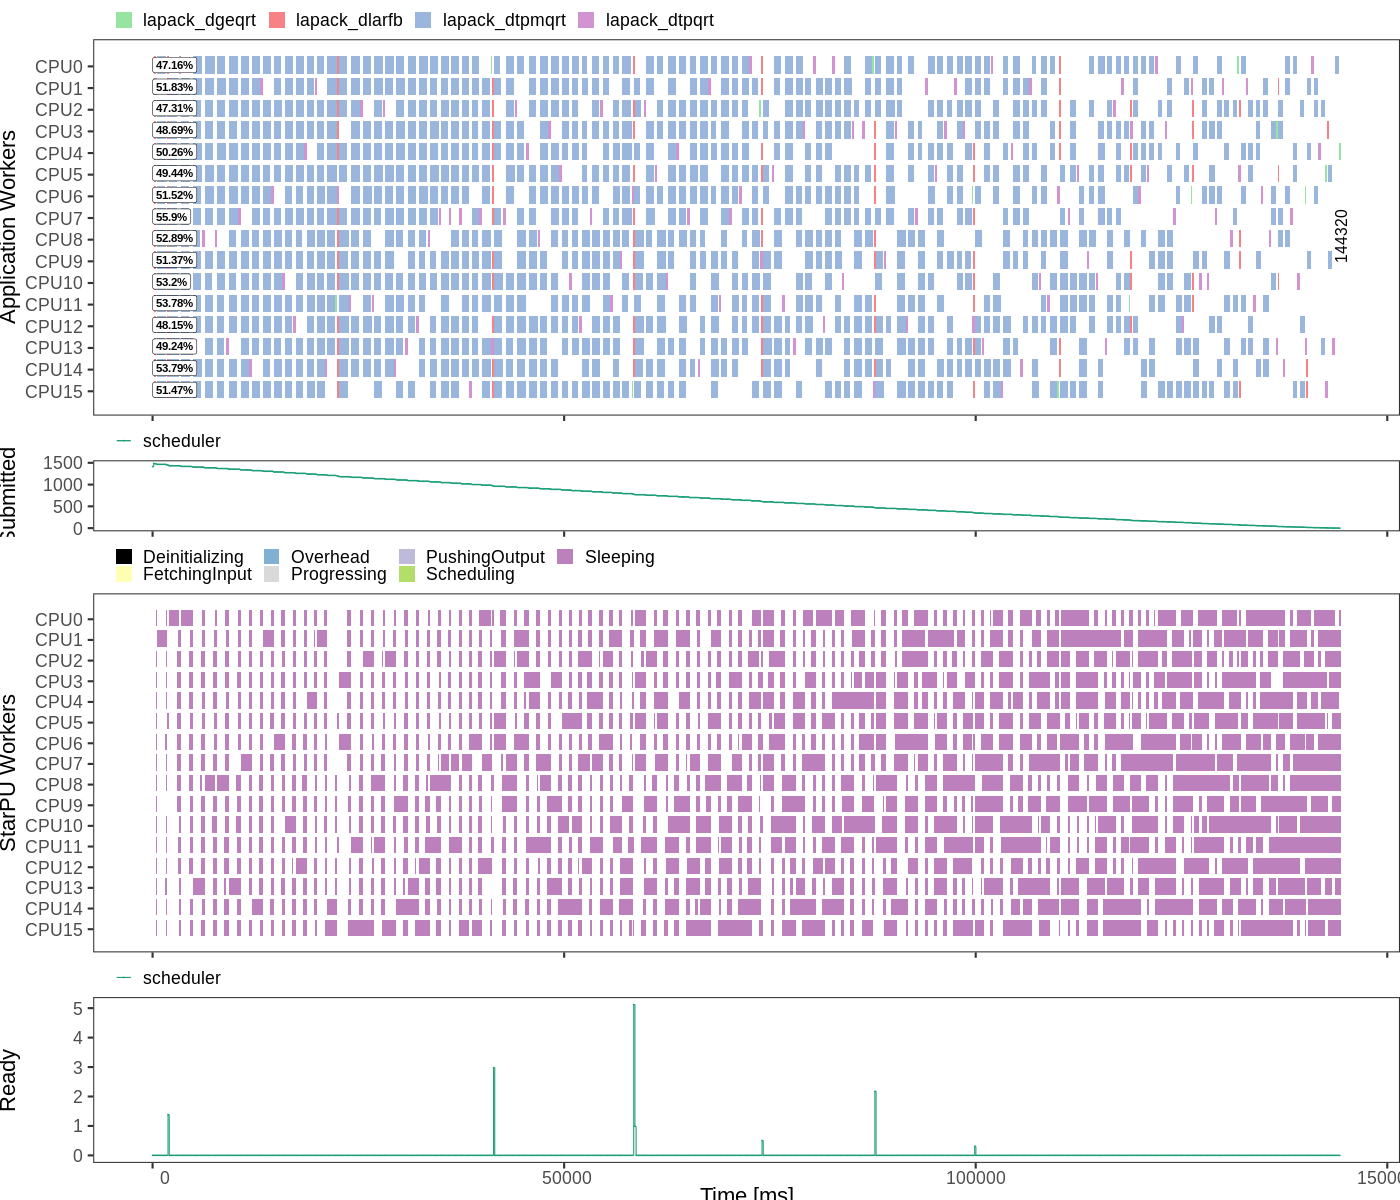 lapack_dgeqrt lapack_dlarfb lapack_dtpmqrt lapack_dtpqrt
Application Workers
CPU0 47.16%
CPU1 51.83%
CPU2 47.31%
CPU3 48.69%
CPU4 50.26%
CPU5 49.44%
CPU6 51.52%
CPU7 55.9%
CPU8 52.89%
CPU9 51.37%
CPU10 53.2%
CPU11 53.78%
CPU12 48.15%
CPU13 49.24%
CPU14 53.79%
CPU15 51.47%
144320
scheduler
Submitted
1500
1000
500
0
Deinitializing Overhead PushingOutput Sleeping
FetchingInput Progressing Scheduling
StarPU Workers
CPU0
CPU1
CPU2
CPU3
CPU4
CPU5
CPU6
CPU7
CPU8
CPU9
CPU10
CPU11
CPU12
CPU13
CPU14
CPU15
scheduler
Ready
5
4
3
2
1
0
0 50000 100000 15000
Time [ms]